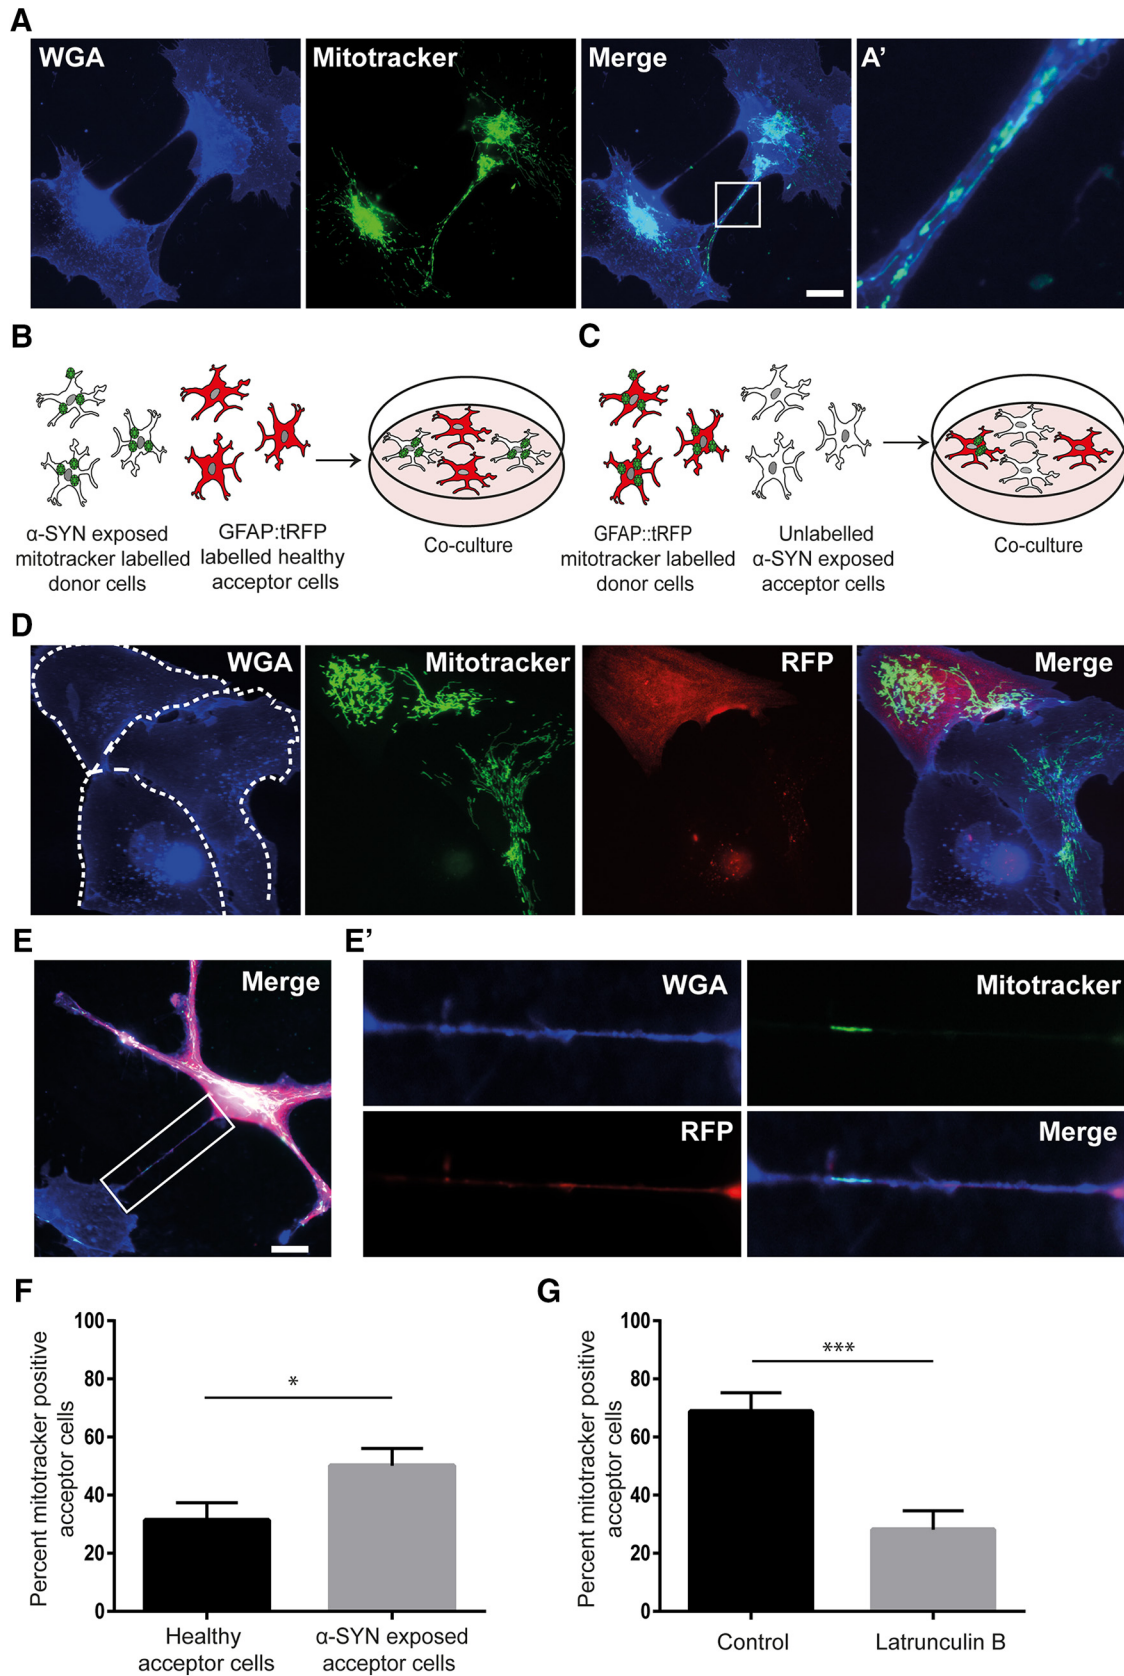 A
WGA
Mitotracker
Merge
A’
B
α-SYN exposed
mitotracker labelled
donor cells
GFAP:tRFP
labelled healthy
acceptor cells
Co-culture
C
GFAP::tRFP
mitotracker labelled
donor cells
Unlabelled
α-SYN exposed
acceptor cells
Co-culture
D
WGA
Mitotracker
RFP
Merge
E
Merge
E’
WGA
Mitotracker
RFP
Merge
F
Percent mitotracker positive
acceptor cells
100
80
60
40
20
0
*
Healthy
acceptor cells
α-SYN exposed
acceptor cells
G
Percent mitotracker positive
acceptor cells
100
80
60
40
20
0
***
Control
Latrunculin B